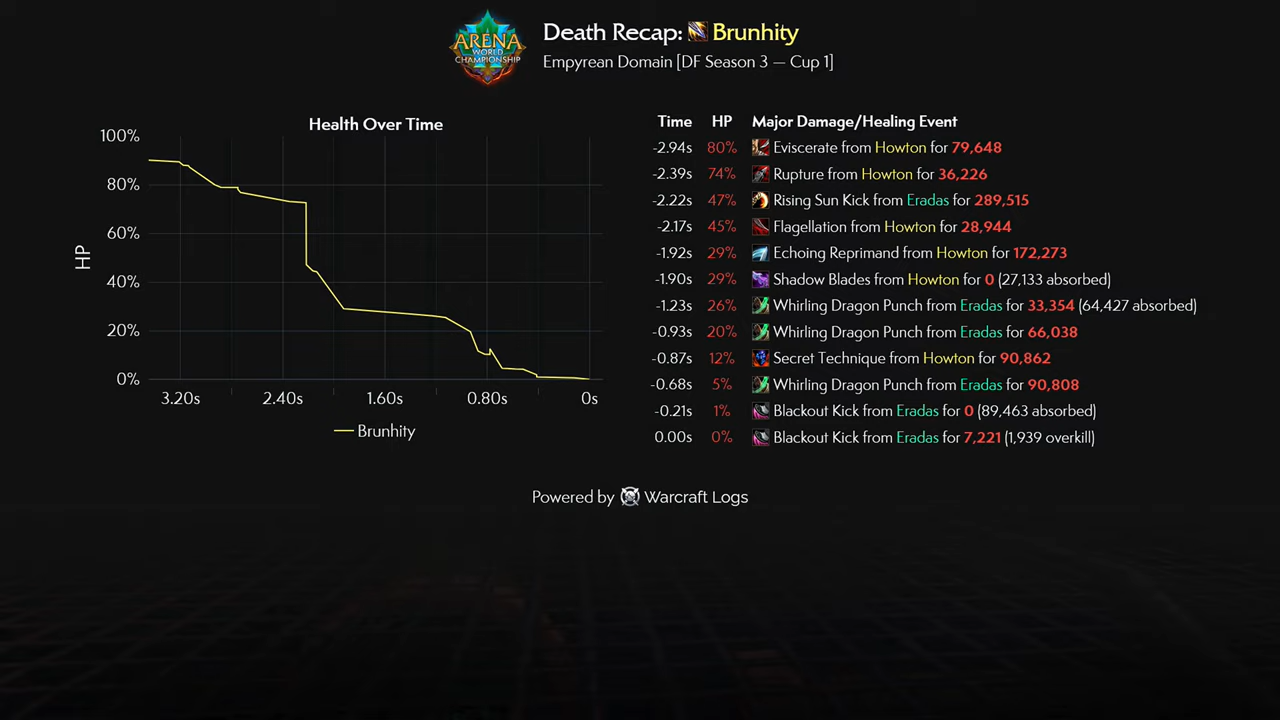 ARENA
WORLD
CHAMPIONSHIP
Death Recap: Brunhity
Empyrean Domain [DF Season 3 — Cup 1]
Health Over Time
100%
80%
60%
40%
20%
0%
HP
3.20s 2.40s 1.60s 0.80s 0s
Brunhity
Time HP Major Damage/Healing Event
-2.94s 80% Eviscerate from Howton for 79,648
-2.39s 74% Rupture from Howton for 36,226
-2.22s 47% Rising Sun Kick from Eradas for 289,515
-2.17s 45% Flagellation from Howton for 28,944
-1.92s 29% Echoing Reprimand from Howton for 172,273
-1.90s 29% Shadow Blades from Howton for 0 (27,133 absorbed)
-1.23s 26% Whirling Dragon Punch from Eradas for 33,354 (64,427 absorbed)
-0.93s 20% Whirling Dragon Punch from Eradas for 66,038
-0.87s 12% Secret Technique from Howton for 90,862
-0.68s 5% Whirling Dragon Punch from Eradas for 90,808
-0.21s 1% Blackout Kick from Eradas for 0 (89,463 absorbed)
0.00s 0% Blackout Kick from Eradas for 7,221 (1,939 overkill)
Powered by Warcraft Logs